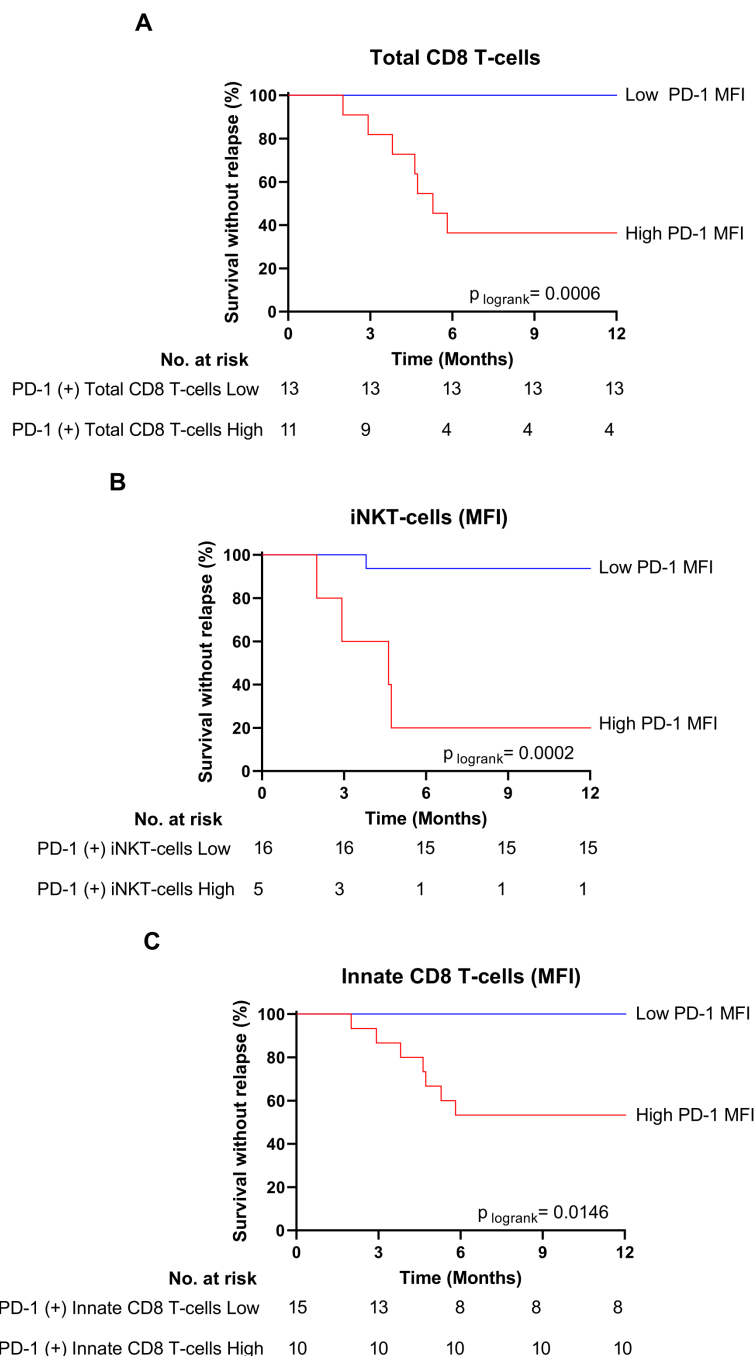 A
Total CD8 T-cells
Survival without relapse (%)
100
80
60
40
20
0
Low PD-1 MFI
High PD-1 MFI
p logrank= 0.0006
0 3 6 9 12
No. at risk Time (Months)
PD-1 (+) Total CD8 T-cells Low 13 13 13 13 13
PD-1 (+) Total CD8 T-cells High 11 9 4 4 4
B
iNKT-cells (MFI)
Survival without relapse (%)
100
80
60
40
20
0
Low PD-1 MFI
High PD-1 MFI
p logrank= 0.0002
0 3 6 9 12
No. at risk Time (Months)
PD-1 (+) iNKT-cells Low 16 16 15 15 15
PD-1 (+) iNKT-cells High 5 3 1 1 1
C
Innate CD8 T-cells (MFI)
Survival without relapse (%)
100
80
60
40
20
0
Low PD-1 MFI
High PD-1 MFI
p logrank= 0.0146
0 3 6 9 12
No. at risk Time (Months)
PD-1 (+) Innate CD8 T-cells Low 15 13 8 8 8
PD-1 (+) Innate CD8 T-cells High 10 10 10 10 10